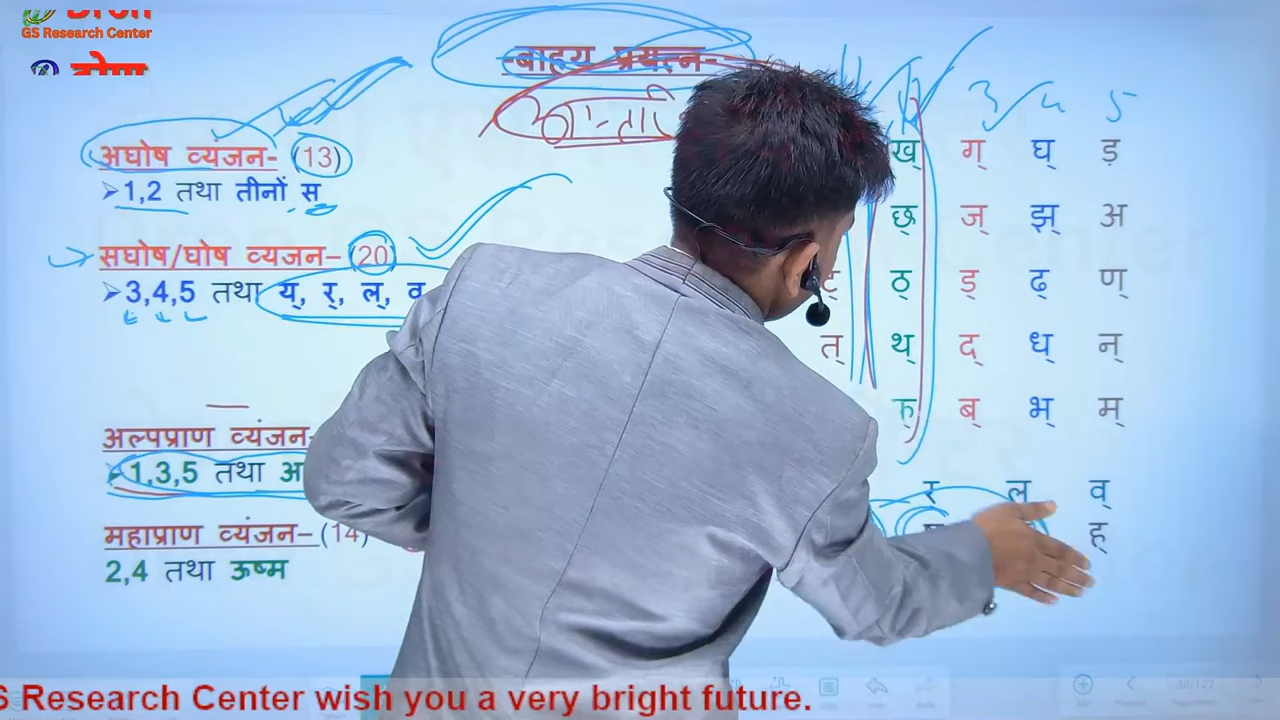 GS Research Center
बाह्य प्रयत्न-
अघोष व्यंजन- (13)
➢1,2 तथा तीनों स
सघोष/घोष व्यजन– (20)
➢3,4,5 तथा य्, र्, ल्, व
अल्पप्राण व्यंजन-
➢1,3,5 तथा
महाप्राण व्यंजन– (14)
2,4 तथा ऊष्म
3 4 5
ख् ग् घ् ड़
छ् ज् झ् अ
ट् ठ् ड् ढ् ण्
त् थ् द् ध् न्
ब् भ् म्
र ल व्
ह्
Research Center wish you a very bright future.